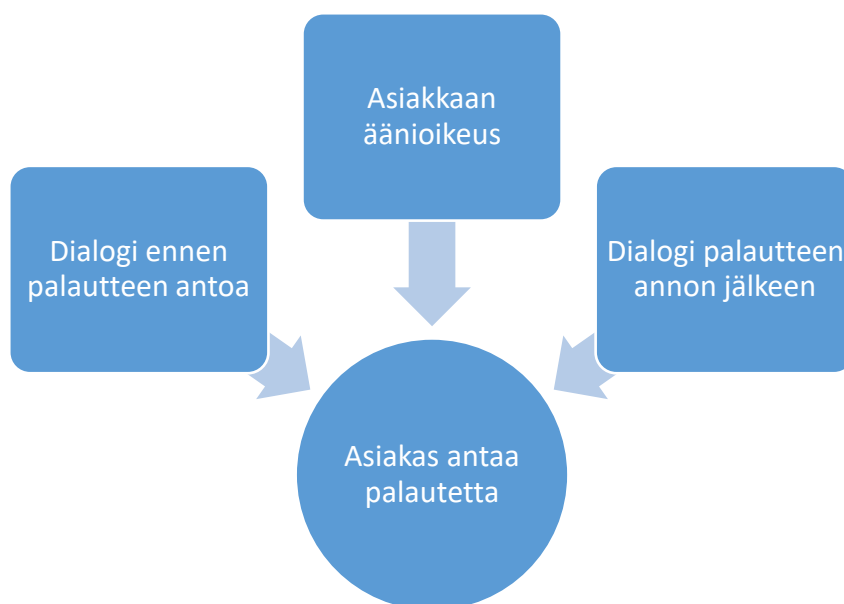 Asiakkaan
äänioikeus
Dialogi ennen
palautteen antoa
Dialogi palautteen
annon jälkeen
Asiakas antaa
palautetta